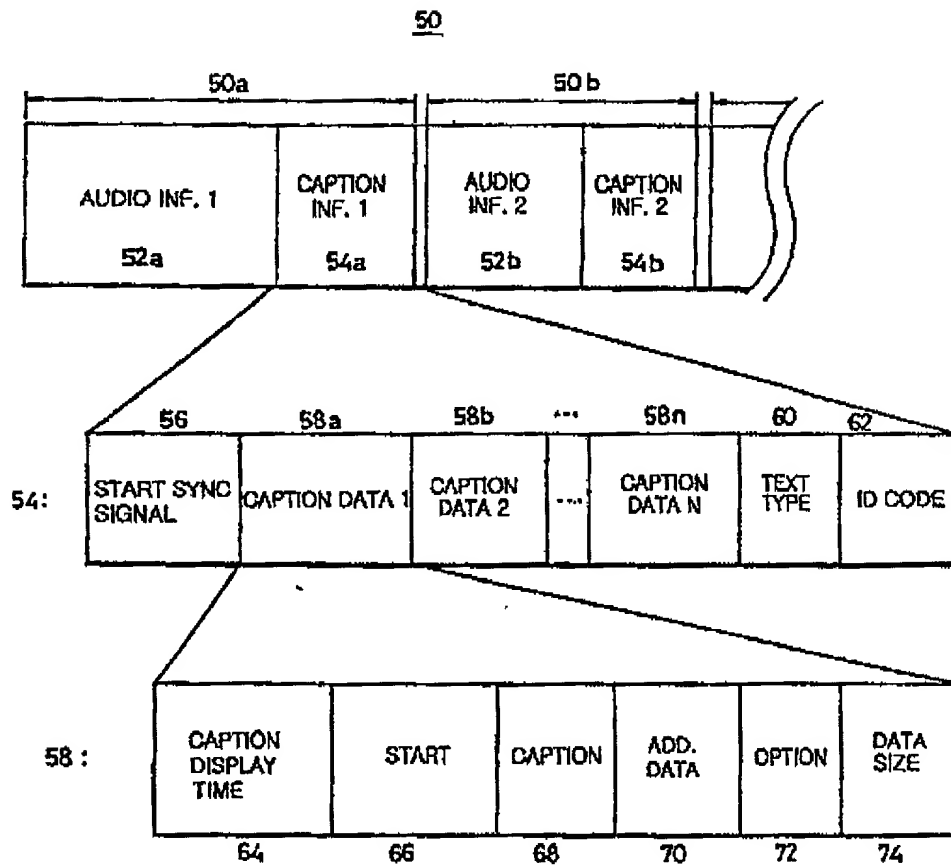 50
50a 50b
AUDIO INF. 1
CAPTION
INF. 1
AUDIO
INF. 2
CAPTION
INF. 2
52a 54a 52b 54b
56 58a 58b ---- 58n 60 62
54:
START SYNC
SIGNAL
CAPTION DATA 1
CAPTION
DATA 2
----
CAPTION
DATA N
TEXT
TYPE
ID CODE
58 :
CAPTION
DISPLAY
TIME
START
CAPTION
ADD.
DATA
OPTION
DATA
SIZE
64 66 68 70 72 74